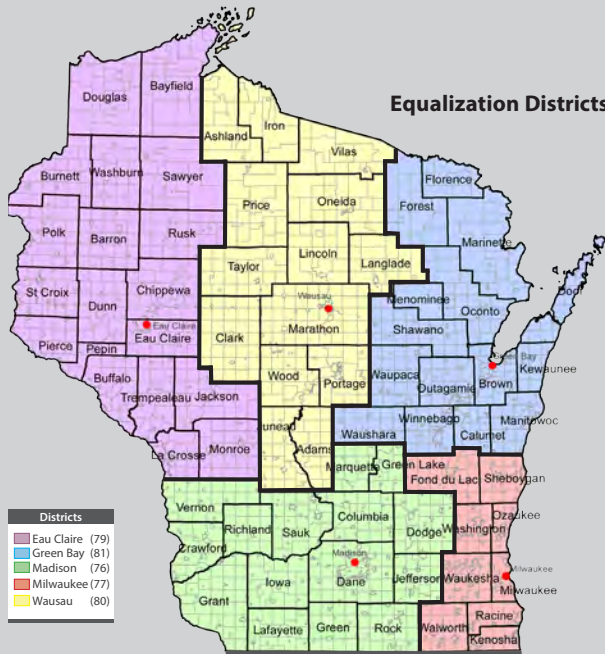 Equalization Districts
Douglas
Bayfield
Ashland
Iron
Vilas
Burnett
Washburn
Sawyer
Price
Oneida
Forest
Florence
Marinette
Polk
Barron
Rusk
Taylor
Lincoln
Langlade
St Croix
Dunn
Chippewa
Eau Claire
Eau Claire
Pierce
Pepin
Clark
Wausau
Marathon
Menominee
Shawano
Oconto
Door
Buffalo
Trempealeau
Jackson
Wood
Portage
Waupaca
Outagamie
Green Bay
Brown
Kewaunee
La Crosse
Monroe
Juneau
Adams
Waushara
Winnebago
Calumet
Manitowoc
Marquette
Green Lake
Fond du Lac
Sheboygan
Vernon
Crawford
Richland
Sauk
Columbia
Dodge
Washington
Ozaukee
Grant
Iowa
Madison
Dane
Jefferson
Waukesha
Milwaukee
Milwaukee
Lafayette
Green
Rock
Walworth
Racine
Kenosha
Districts
Eau Claire (79)
Green Bay (81)
Madison (76)
Milwaukee (77)
Wausau (80)